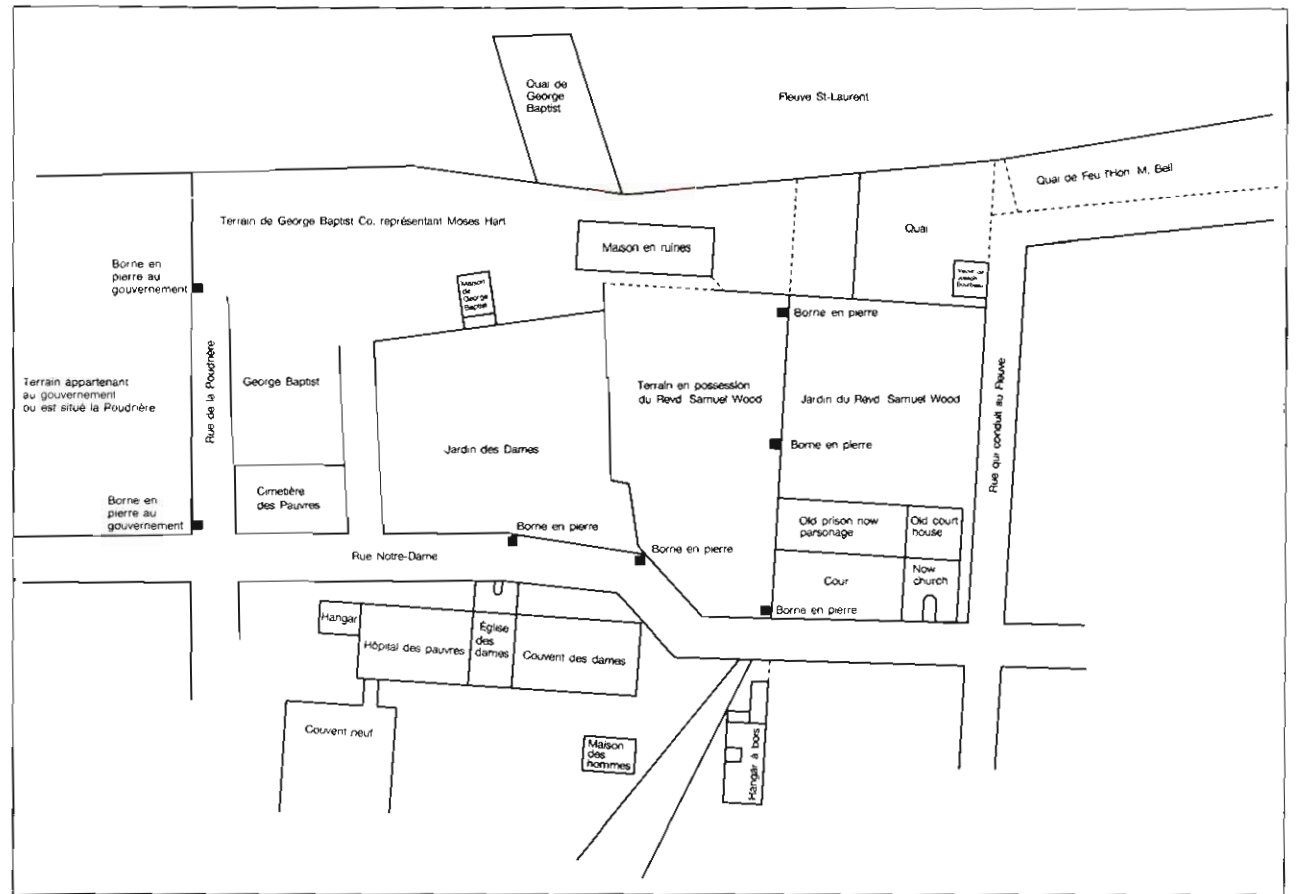 Quai de
George
Baptist
Fleuve St-Laurent
Quai de Feu l'Hon. M. Bell
Terrain de George Baptist Co. représentant Moses Hart
Quai
Maison en ruines
Borne en
pierre au
gouvernement
Maison
de
George
Baptist
Veuve de
Joseph
Bourbeau
Borne en pierre
Rue de la Poudrière
George Baptist
Terrain appartenant
au gouvernement
ou est situé la Poudrière
Terrain en possession
du Revd. Samuel Wood
Jardin du Revd. Samuel Wood
Rue qui conduit au Fleuve
Jardin des Dames
Borne en pierre
Cimetière
des Pauvres
Borne en
pierre au
gouvernement
Borne en pierre
Old prison now
parsonage
Old court
house
Rue Notre-Dame
Borne en pierre
Cour
Now
church
Borne en pierre
Hangar
Hôpital des pauvres
Église
des
dames
Couvent des dames
Couvent neuf
Maison
des
hommes
Hangar à bois